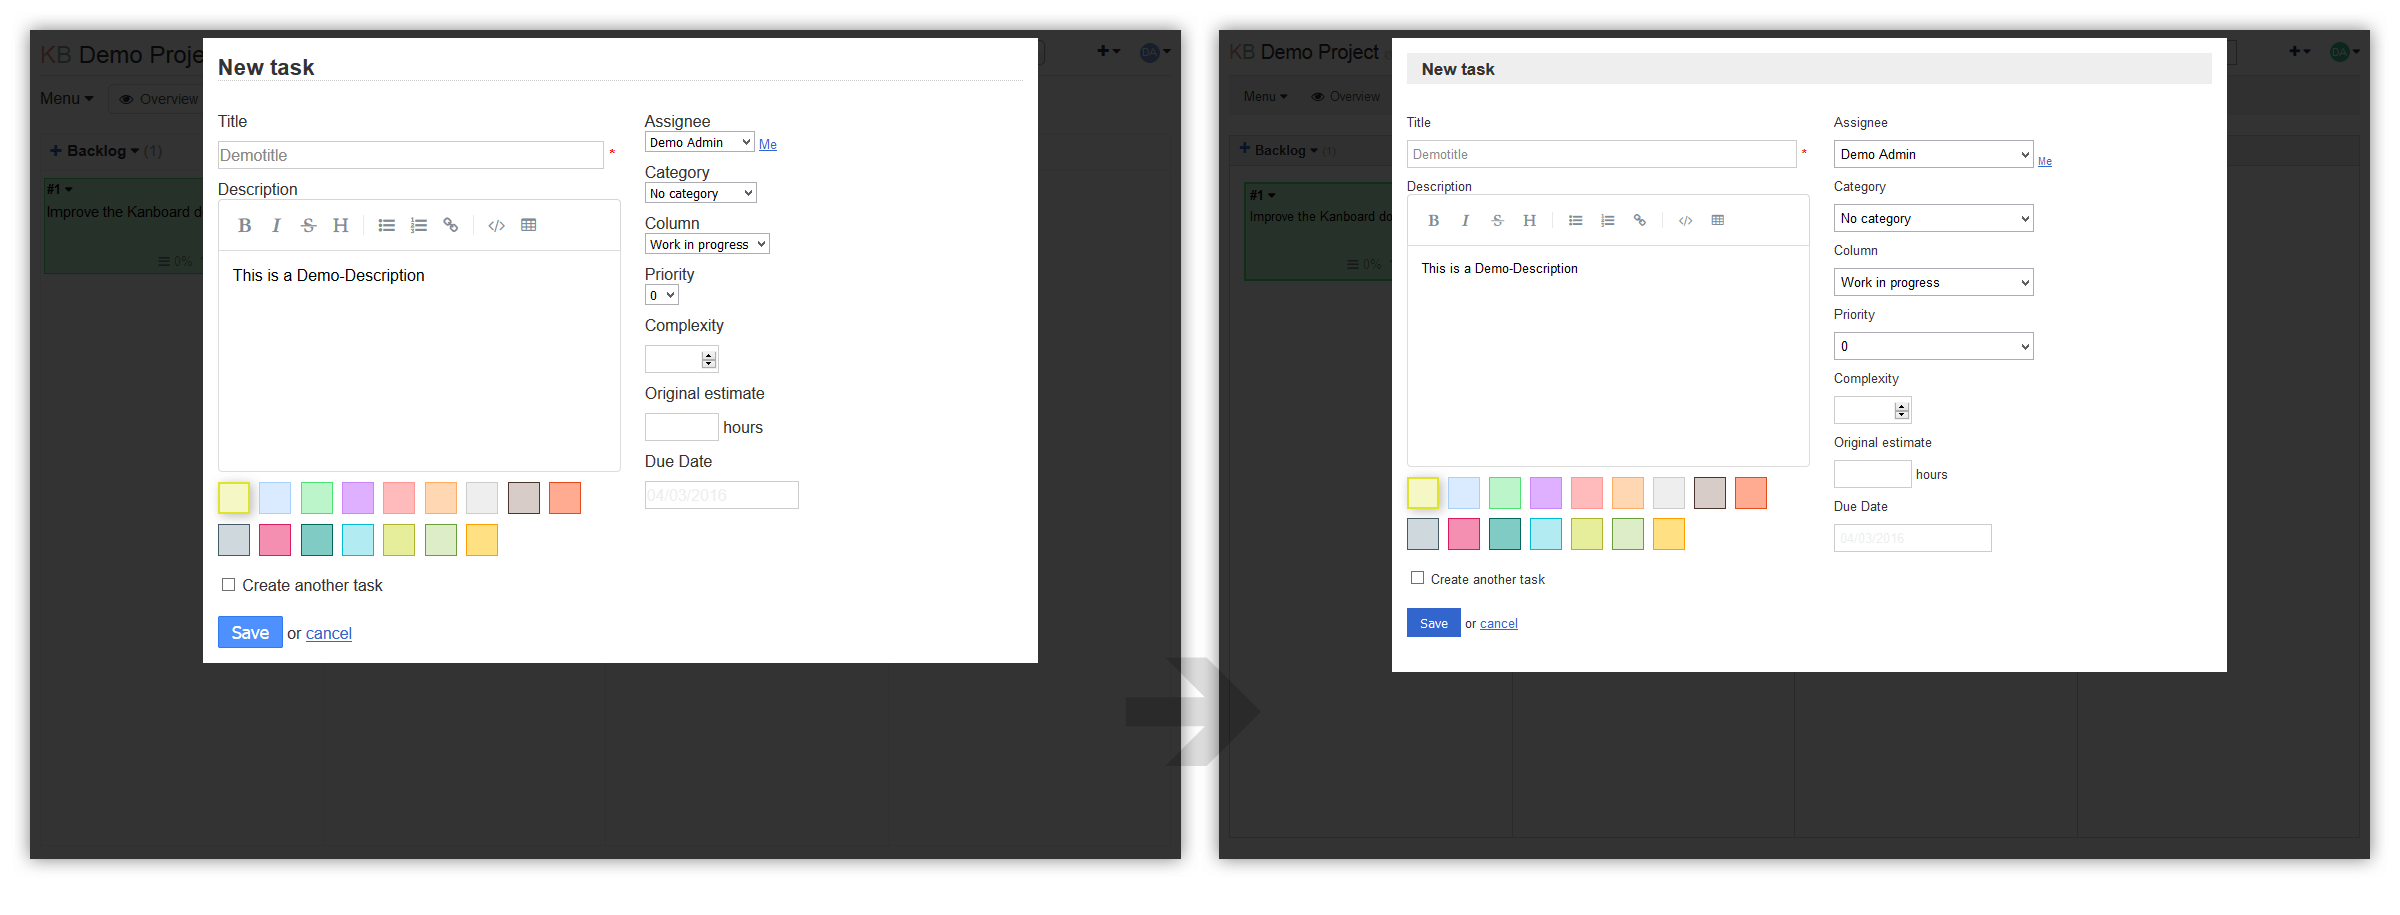 KB Demo Proje
DA
Menu
Overview
Backlog (1)
#1
Improve the Kanboard d
0%
New task
Title
Demotitle *
Description
B I S H
This is a Demo-Description
Create another task
Save or cancel
Assignee
Demo Admin Me
Category
No category
Column
Work in progress
Priority
0
Complexity
Original estimate
hours
Due Date
04/03/2016
KB Demo Project
DA
Menu
Overview
Backlog (1)
#1
Improve the Kanboard do
0%
New task
Title
Demotitle *
Description
B I S H
This is a Demo-Description
Create another task
Save or cancel
Assignee
Demo Admin Me
Category
No category
Column
Work in progress
Priority
0
Complexity
Original estimate
hours
Due Date
04/03/2016